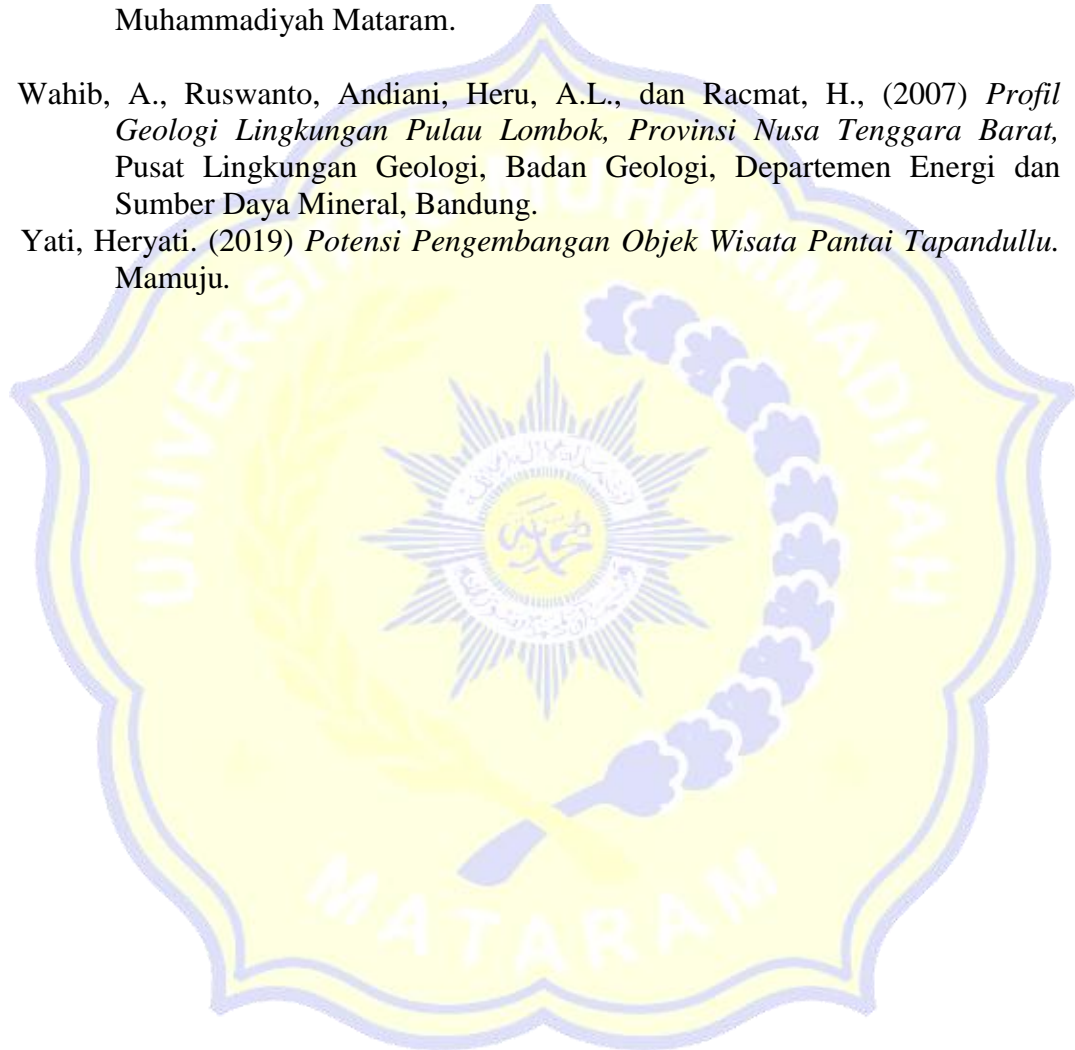 Muhammadiyah Mataram.
Wahib, A., Ruswanto, Andiani, Heru, A.L., dan Racmat, H., (2007) Profil
Geologi Lingkungan Pulau Lombok, Provinsi Nusa Tenggara Barat,
Pusat Lingkungan Geologi, Badan Geologi, Departemen Energi dan
Sumber Daya Mineral, Bandung.
Yati, Heryati. (2019) Potensi Pengembangan Objek Wisata Pantai Tapandullu.
Mamuju.
UNIVERSITAS MUHAMMADIYAH
MATARAM